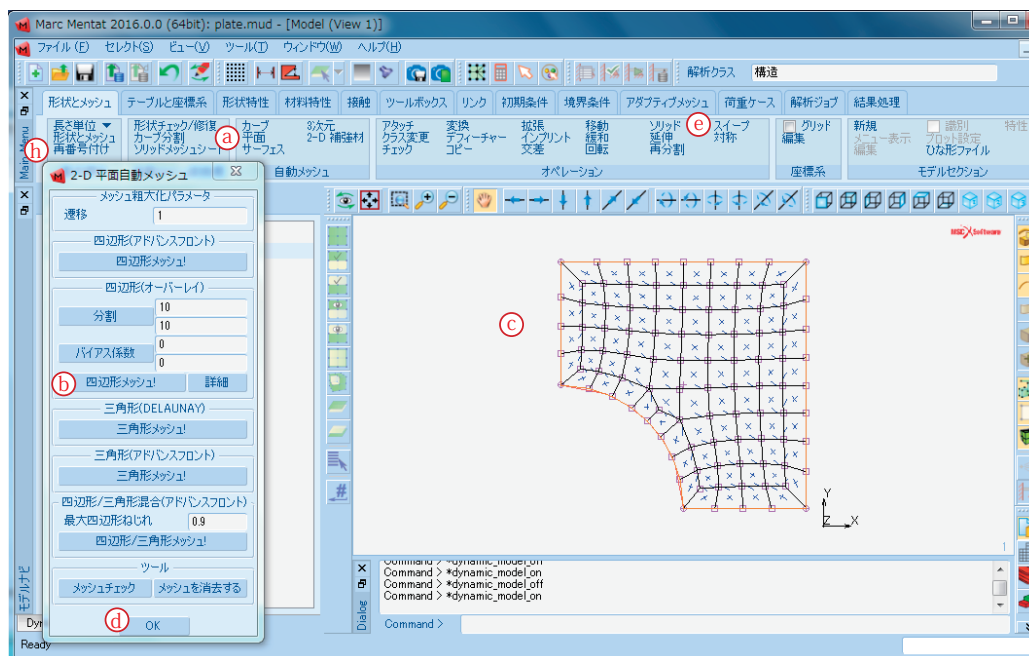 Marc Mentat 2016.0.0 (64bit): plate.mud - [Model (View 1)]
ファイル(F) セレクト(S) ビュー(V) ツール(T) ウィンドウ(W) ヘルプ(H)
解析クラス 構造
形状とメッシュ テーブルと座標系 形状特性 材料特性 接触 ツールボックス リンク 初期条件 境界条件 アダプティブメッシュ 荷重ケース 解析ジョブ 結果処理
長さ単位 形状チェック/修復 a カーブ 3次元 アタッチ 変換 拡張 移動 ソリッド e スイープ グリッド 新規 識別 特性
形状とメッシュ カーブ分割 平面 2-D 補強材 クラス変更 デフィーチャー インプリント 緩和 延伸 対称 編集 メニュー表示 プロット設定
h 再番号付け ソリッドメッシュシート サーフェス チェック コピー 交差 回転 再分割 編集 ひな形ファイル
自動メッシュ オペレーション 座標系 モデルセクション
Main Menu
2-D 平面自動メッシュ
メッシュ粗大化パラメータ
遷移 1
四辺形(アドバンスフロント)
四辺形メッシュ!
四辺形(オーバーレイ)
分割 10
10
バイアス係数 0
0
b 四辺形メッシュ! 詳細
三角形(DELAUNAY)
三角形メッシュ!
三角形(アドバンスフロント)
三角形メッシュ!
四辺形/三角形混合(アドバンスフロント)
最大四辺形ねじれ 0.9
四辺形/三角形メッシュ!
ツール
メッシュチェック メッシュを消去する
d OK
モデルナビ
Dyn
Ready
MSC Software
c
Y
Z X
1
Command > *dynamic_model_off
Command > *dynamic_model_on
Command > *dynamic_model_off
Command > *dynamic_model_on
Dialog
Command >